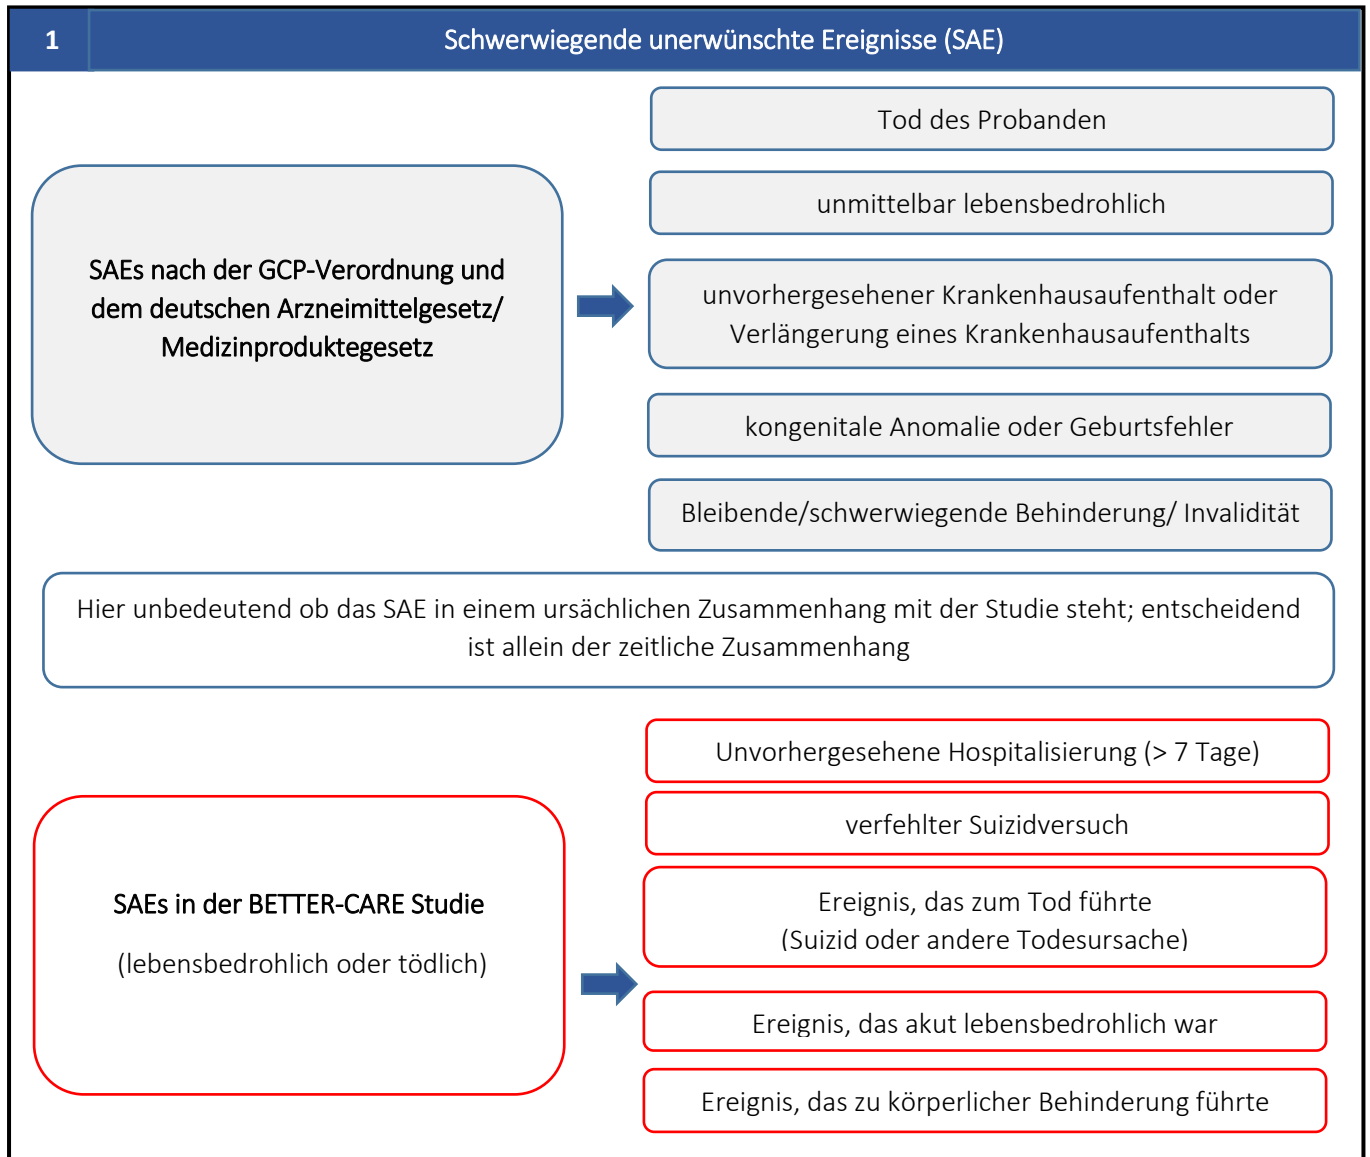 1
Schwerwiegende unerwünschte Ereignisse (SAE)
SAEs nach der GCP-Verordnung und
dem deutschen Arzneimittelgesetz/
Medizinproduktegesetz
Tod des Probanden
unmittelbar lebensbedrohlich
unvorhergesehener Krankenhausaufenthalt oder
Verlängerung eines Krankenhausaufenthalts
kongenitale Anomalie oder Geburtsfehler
Bleibende/schwerwiegende Behinderung/ Invalidität
Hier unbedeutend ob das SAE in einem ursächlichen Zusammenhang mit der Studie steht; entscheidend
ist allein der zeitliche Zusammenhang
SAEs in der BETTER-CARE Studie
(lebensbedrohlich oder tödlich)
Unvorhergesehene Hospitalisierung (> 7 Tage)
verfehlter Suizidversuch
Ereignis, das zum Tod führte
(Suizid oder andere Todesursache)
Ereignis, das akut lebensbedrohlich war
Ereignis, das zu körperlicher Behinderung führte